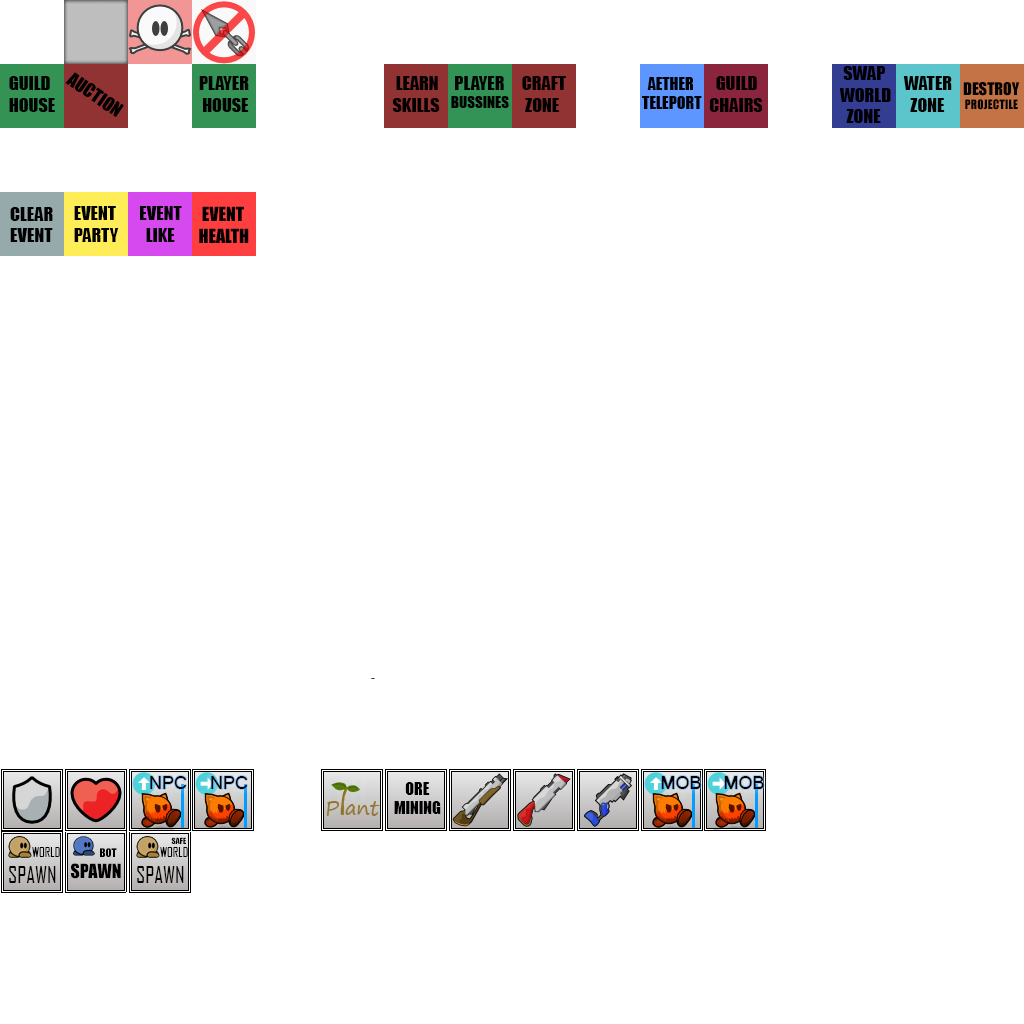 GUILD
HOUSE
AUCTION
PLAYER
HOUSE
LEARN
SKILLS
PLAYER
BUSSINES
CRAFT
ZONE
AETHER
TELEPORT
GUILD
CHAIRS
SWAP
WORLD
ZONE
WATER
ZONE
DESTROY
PROJECTILE
CLEAR
EVENT
EVENT
PARTY
EVENT
LIKE
EVENT
HEALTH
-
NPC
NPC
Plant
ORE
MINING
MOB
MOB
WORLD
SPAWN
BOT
SPAWN
SAFE
WORLD
SPAWN